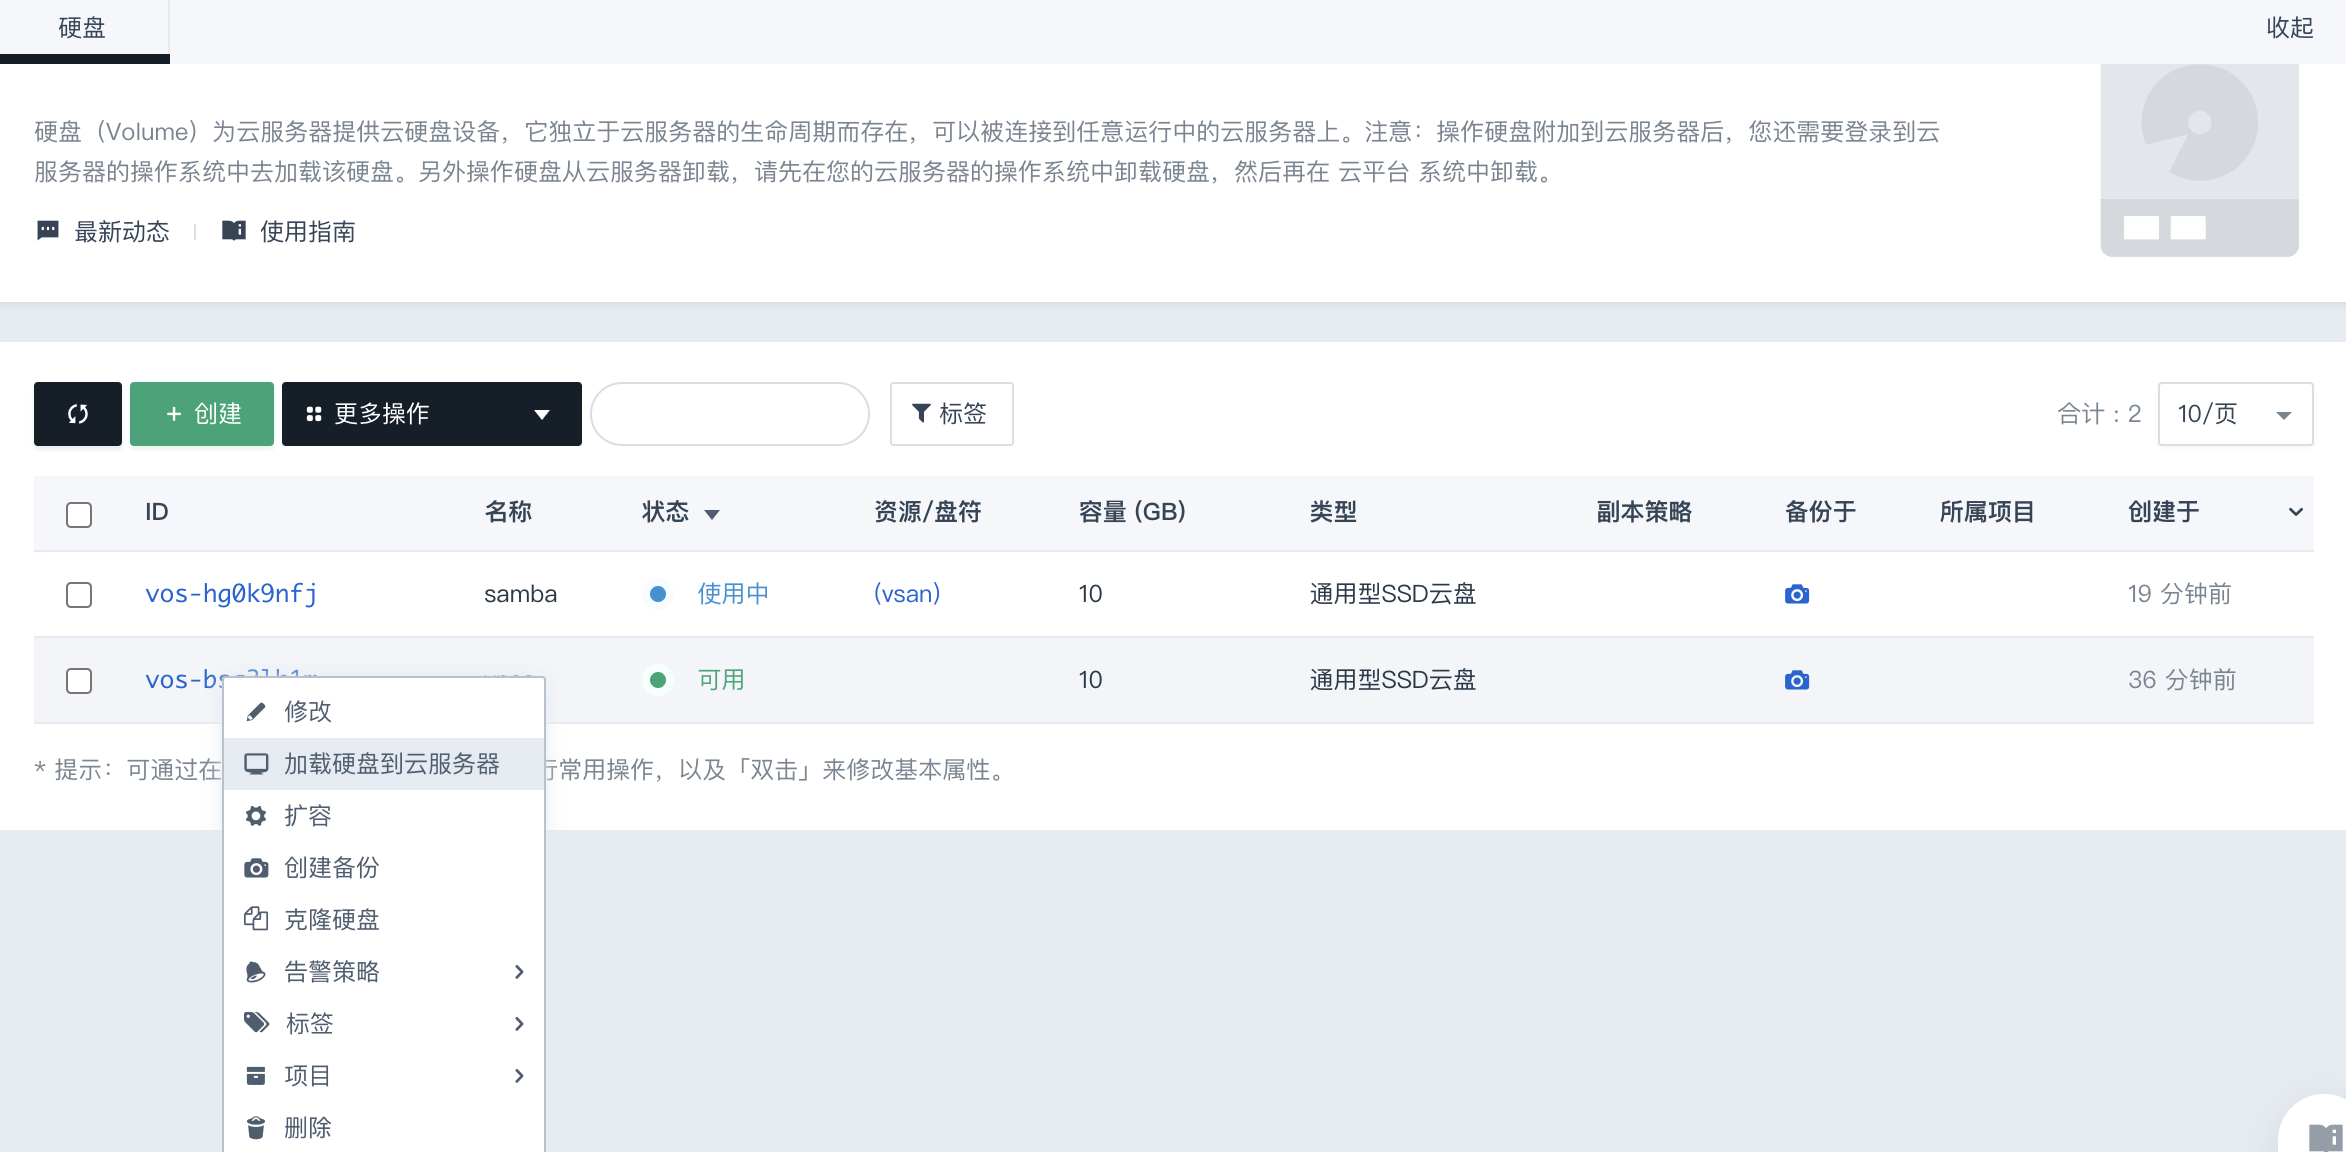 硬盘
收起
硬盘（Volume）为云服务器提供云硬盘设备，它独立于云服务器的生命周期而存在，可以被连接到任意运行中的云服务器上。注意：操作硬盘附加到云服务器后，您还需要登录到云
服务器的操作系统中去加载该硬盘。另外操作硬盘从云服务器卸载，请先在您的云服务器的操作系统中卸载硬盘，然后再在 云平台 系统中卸载。
最新动态
使用指南
+ 创建
更多操作
标签
合计：2
10/页
ID 名称 状态 资源/盘符 容量 (GB) 类型 副本策略 备份于 所属项目 创建于
vos-hg0k9nfj samba 使用中 (vsan) 10 通用型SSD云盘 19 分钟前
可用 10 通用型SSD云盘 36 分钟前
* 提示：可通过在
常用操作，以及「双击」来修改基本属性。
修改
加载硬盘到云服务器
扩容
创建备份
克隆硬盘
告警策略
标签
项目
删除